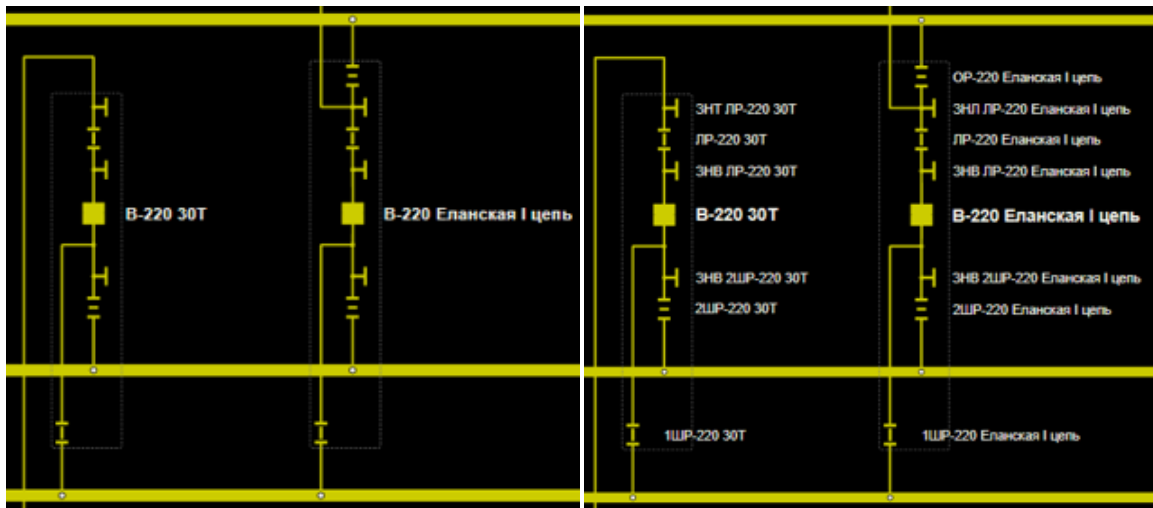 В-220 30Т
В-220 Еланская I цепь
ОР-220 Еланская I цепь
ЗНТ ЛР-220 30Т
ЗНЛ ЛР-220 Еланская I цепь
ЛР-220 30Т
ЛР-220 Еланская I цепь
ЗНВ ЛР-220 30Т
ЗНВ ЛР-220 Еланская I цепь
В-220 30Т
В-220 Еланская I цепь
ЗНВ 2ШР-220 30Т
ЗНВ 2ШР-220 Еланская I цепь
2ШР-220 30Т
2ШР-220 Еланская I цепь
1ШР-220 30Т
1ШР-220 Еланская I цепь